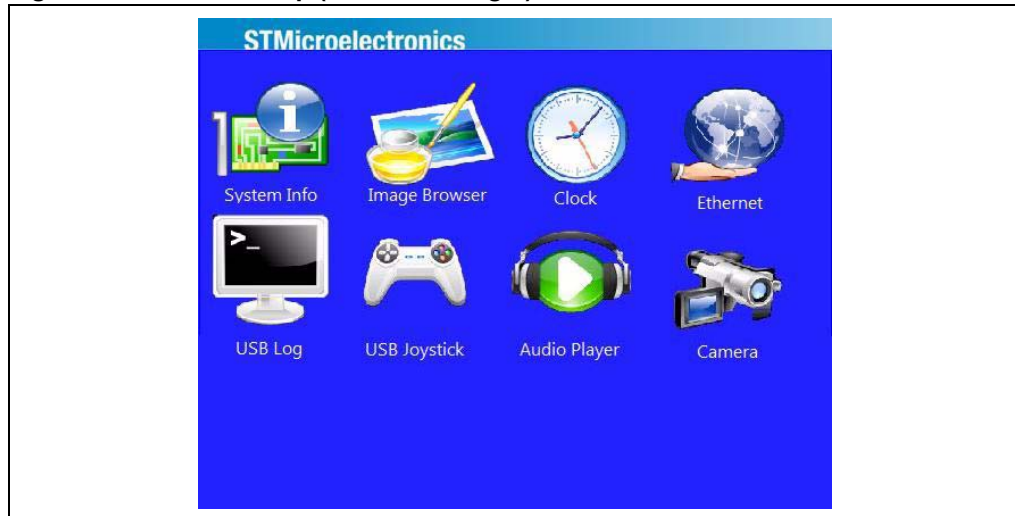 STMicroelectronics
System Info
Image Browser
Clock
Ethernet
>_
USB Log
USB Joystick
Audio Player
Camera